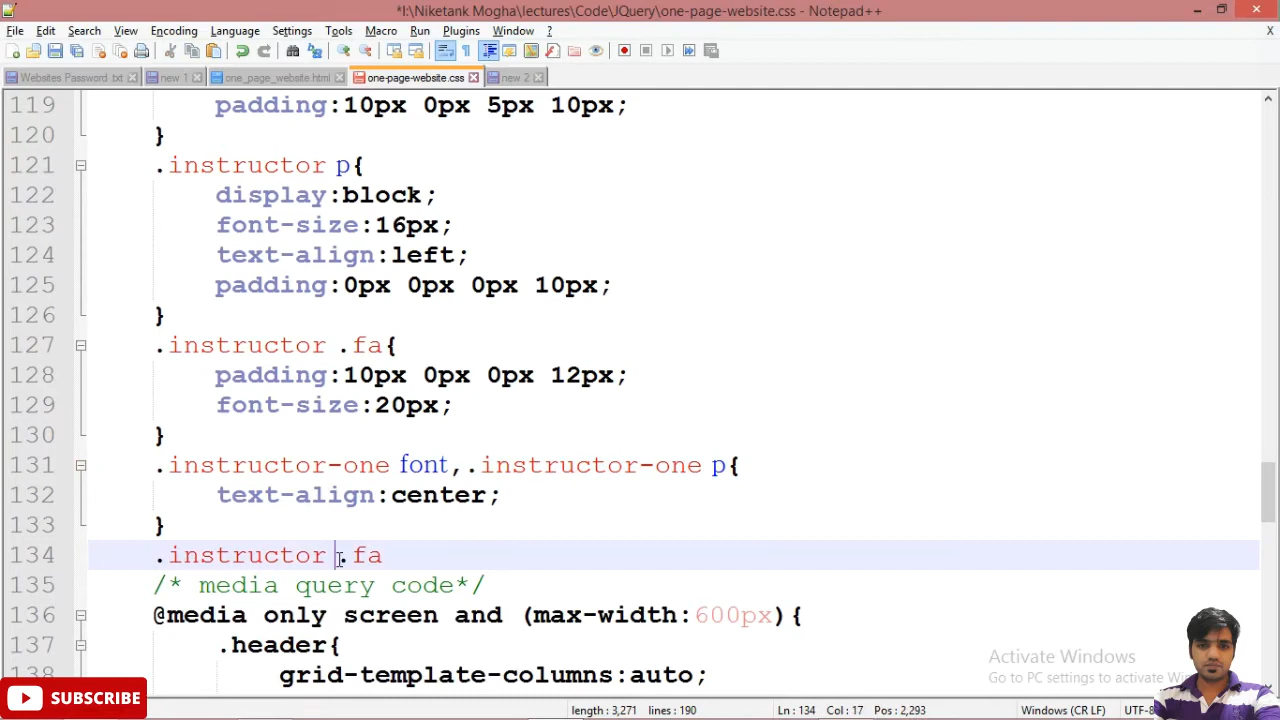 *I:\Niketank Mogha\lectures\Code\JQuery\one-page-website.css - Notepad++
File Edit Search View Encoding Language Settings Tools Macro Run Plugins Window ? X
Websites Password txt new 1 one_page_website html one-page-website.css new 2
119 padding:10px 0px 5px 10px;
120 }
121 .instructor p{
122 display:block;
123 font-size:16px;
124 text-align:left;
125 padding:0px 0px 0px 10px;
126 }
127 .instructor .fa{
128 padding:10px 0px 0px 12px;
129 font-size:20px;
130 }
131 .instructor-one font,.instructor-one p{
132 text-align:center;
133 }
134 .instructor .fa
135 /* media query code*/
136 @media only screen and (max-width:600px){
137 .header{
138 grid-template-columns:auto;
Activate Windows
Go to PC settings to activate Wi
SUBSCRIBE
length : 3,271 lines : 190 Ln : 134 Col : 17 Pos : 2,293 Windows (CR LF) UTF-8